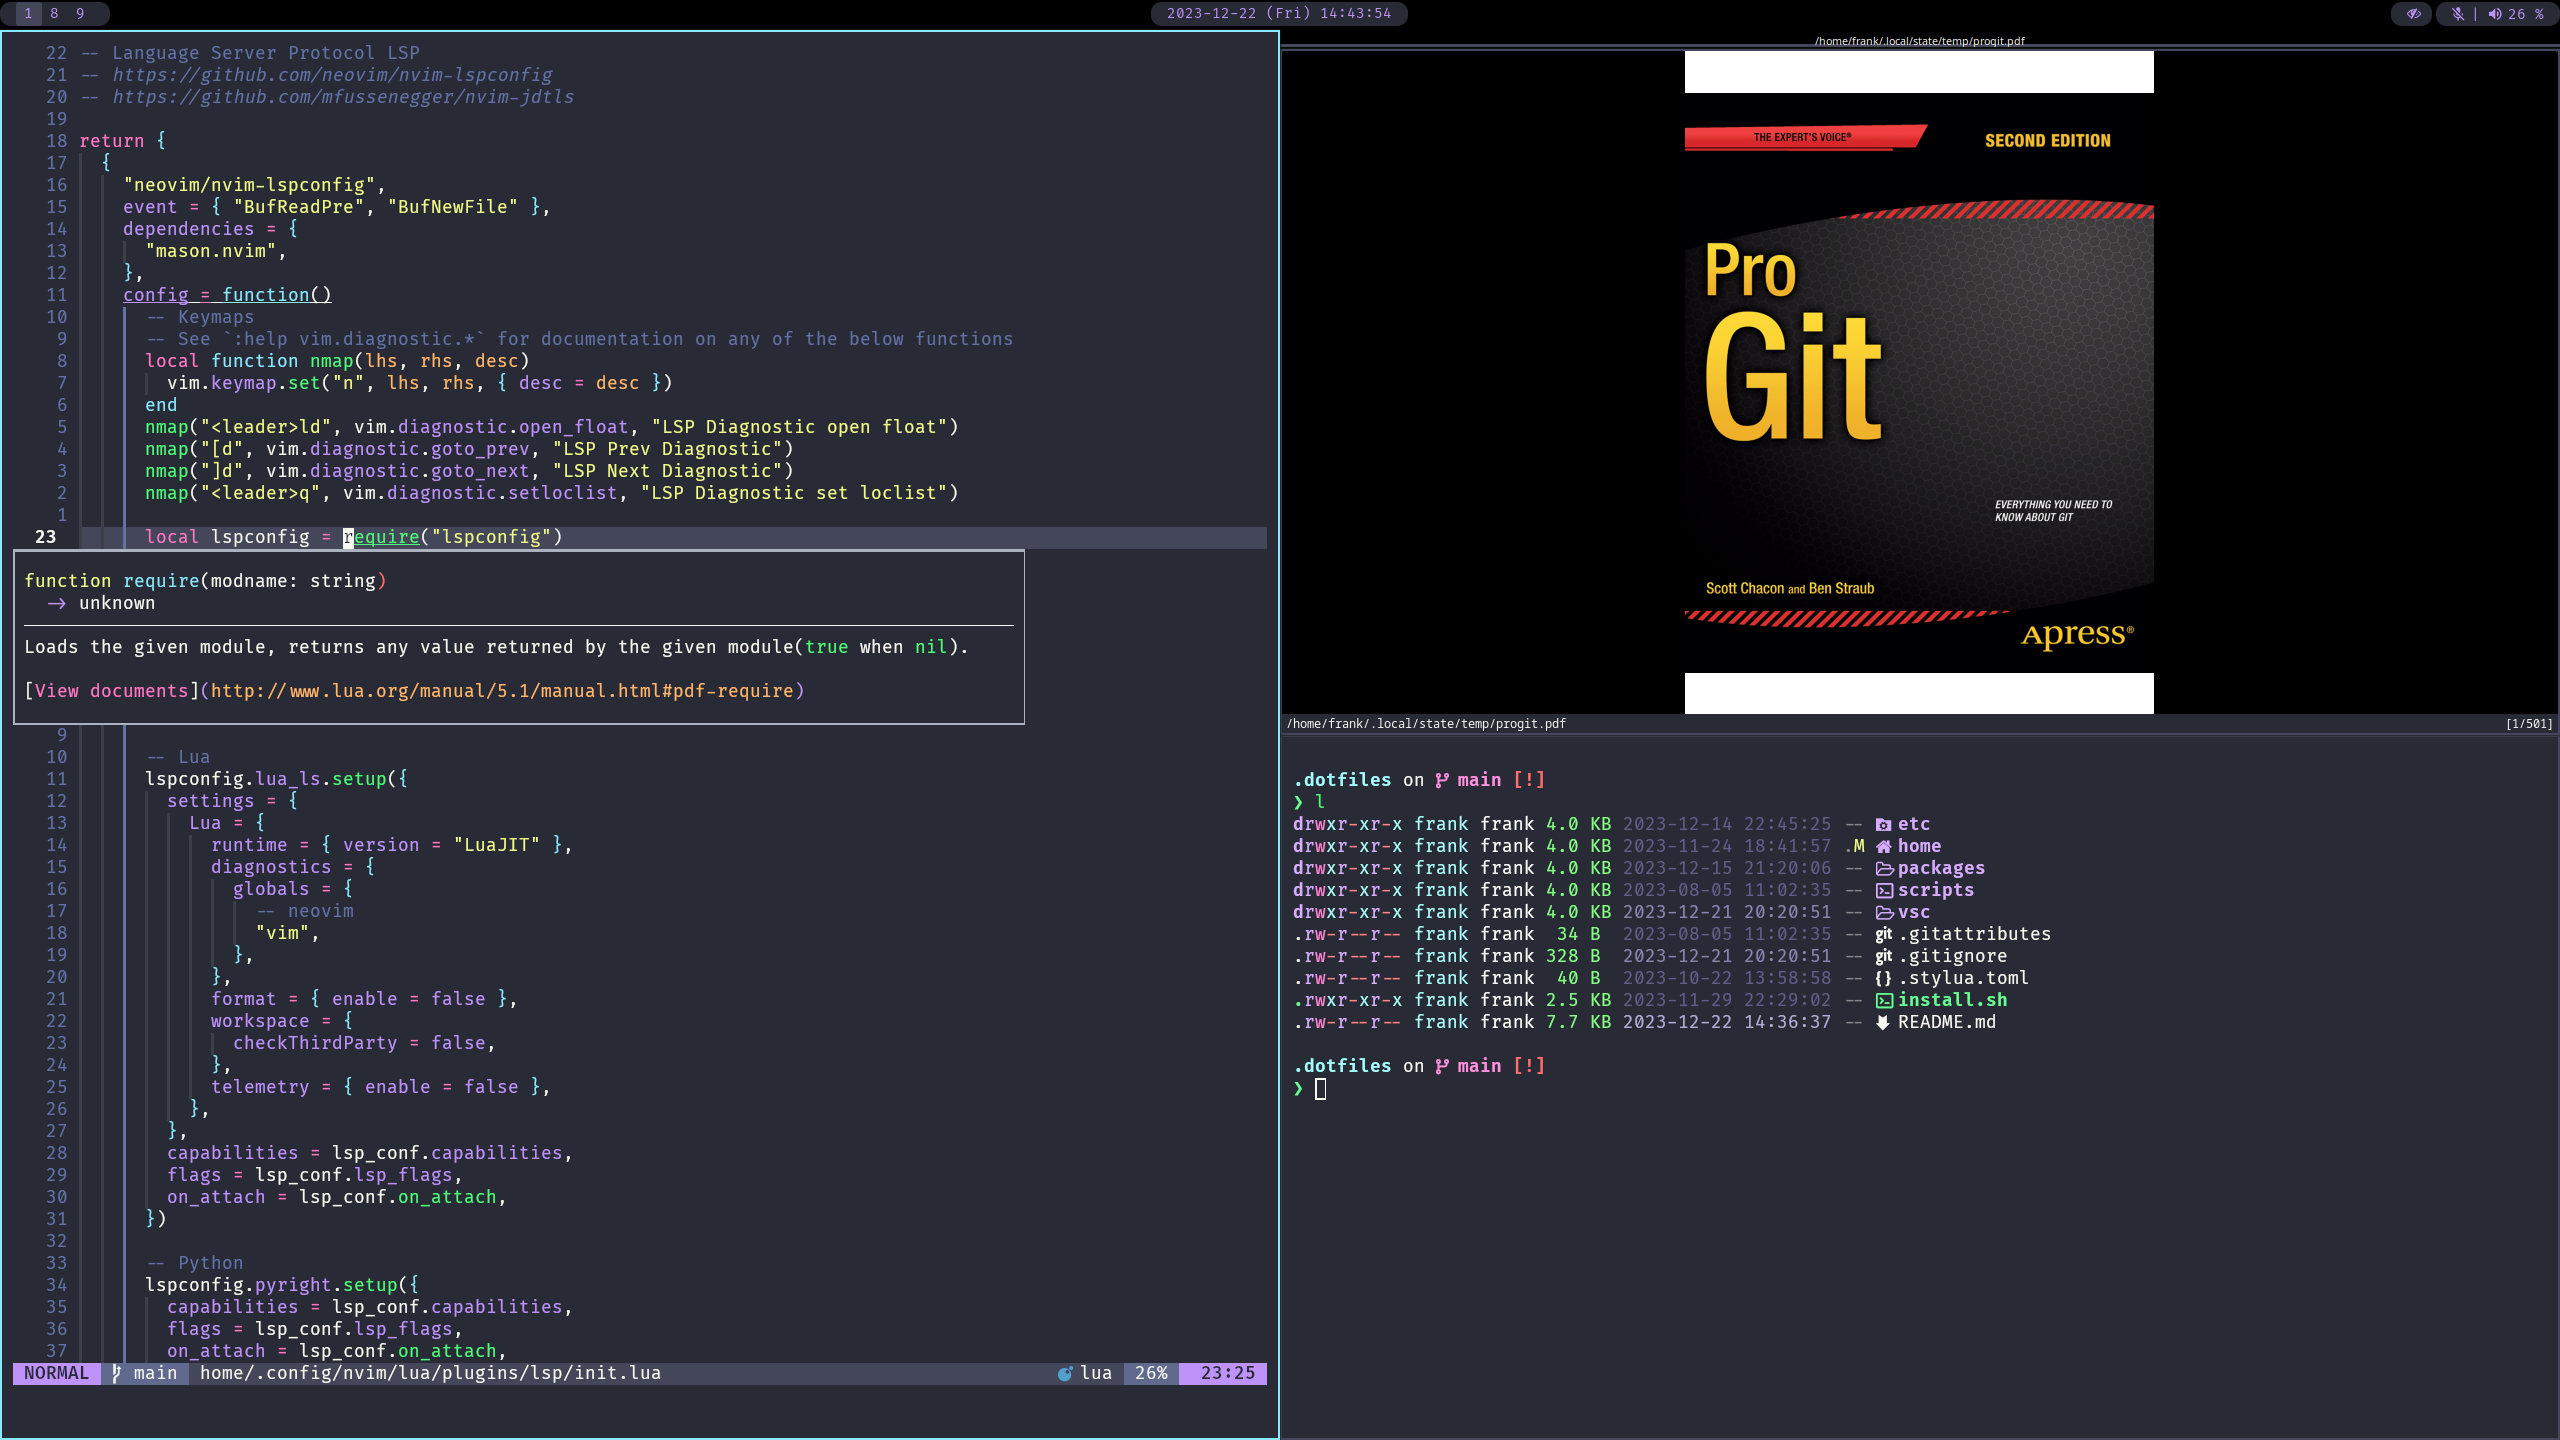 1 8 9
2023-12-22 (Fri) 14:43:54
| 26 %
22 -- Language Server Protocol LSP
21 -- https://github.com/neovim/nvim-lspconfig
20 -- https://github.com/mfussenegger/nvim-jdtls
19
18 return {
17 {
16 "neovim/nvim-lspconfig",
15 event = { "BufReadPre", "BufNewFile" },
14 dependencies = {
13 "mason.nvim",
12 },
11 config = function()
10 -- Keymaps
9 -- See `:help vim.diagnostic.*` for documentation on any of the below functions
8 local function nmap(lhs, rhs, desc)
7 vim.keymap.set("n", lhs, rhs, { desc = desc })
6 end
5 nmap("<leader>ld", vim.diagnostic.open_float, "LSP Diagnostic open float")
4 nmap("[d", vim.diagnostic.goto_prev, "LSP Prev Diagnostic")
3 nmap("]d", vim.diagnostic.goto_next, "LSP Next Diagnostic")
2 nmap("<leader>q", vim.diagnostic.setloclist, "LSP Diagnostic set loclist")
1
23 local lspconfig = require("lspconfig")
function require(modname: string)
→ unknown
Loads the given module, returns any value returned by the given module(true when nil).
[View documents](http://www.lua.org/manual/5.1/manual.html#pdf-require)
9
10 -- Lua
11 lspconfig.lua_ls.setup({
12 settings = {
13 Lua = {
14 runtime = { version = "LuaJIT" },
15 diagnostics = {
16 globals = {
17 -- neovim
18 "vim",
19 },
20 },
21 format = { enable = false },
22 workspace = {
23 checkThirdParty = false,
24 },
25 telemetry = { enable = false },
26 },
27 },
28 capabilities = lsp_conf.capabilities,
29 flags = lsp_conf.lsp_flags,
30 on_attach = lsp_conf.on_attach,
31 })
32
33 -- Python
34 lspconfig.pyright.setup({
35 capabilities = lsp_conf.capabilities,
36 flags = lsp_conf.lsp_flags,
37 on_attach = lsp_conf.on_attach,
NORMAL main home/.config/nvim/lua/plugins/lsp/init.lua lua 26% 23:25
/home/frank/.local/state/temp/progit.pdf
THE EXPERT'S VOICE®
SECOND EDITION
Pro
Git
EVERYTHING YOU NEED TO
KNOW ABOUT GIT
Scott Chacon and Ben Straub
Apress®
/home/frank/.local/state/temp/progit.pdf [1/501]
.dotfiles on main [!]
❯ l
drwxr-xr-x frank frank 4.0 KB 2023-12-14 22:45:25 -- etc
drwxr-xr-x frank frank 4.0 KB 2023-11-24 18:41:57 .M home
drwxr-xr-x frank frank 4.0 KB 2023-12-15 21:20:06 -- packages
drwxr-xr-x frank frank 4.0 KB 2023-08-05 11:02:35 -- scripts
drwxr-xr-x frank frank 4.0 KB 2023-12-21 20:20:51 -- vsc
.rw-r--r-- frank frank 34 B 2023-08-05 11:02:35 -- git .gitattributes
.rw-r--r-- frank frank 328 B 2023-12-21 20:20:51 -- git .gitignore
.rw-r--r-- frank frank 40 B 2023-10-22 13:58:58 -- {} .stylua.toml
.rwxr-xr-x frank frank 2.5 KB 2023-11-29 22:29:02 -- install.sh
.rw-r--r-- frank frank 7.7 KB 2023-12-22 14:36:37 -- README.md
.dotfiles on main [!]
❯